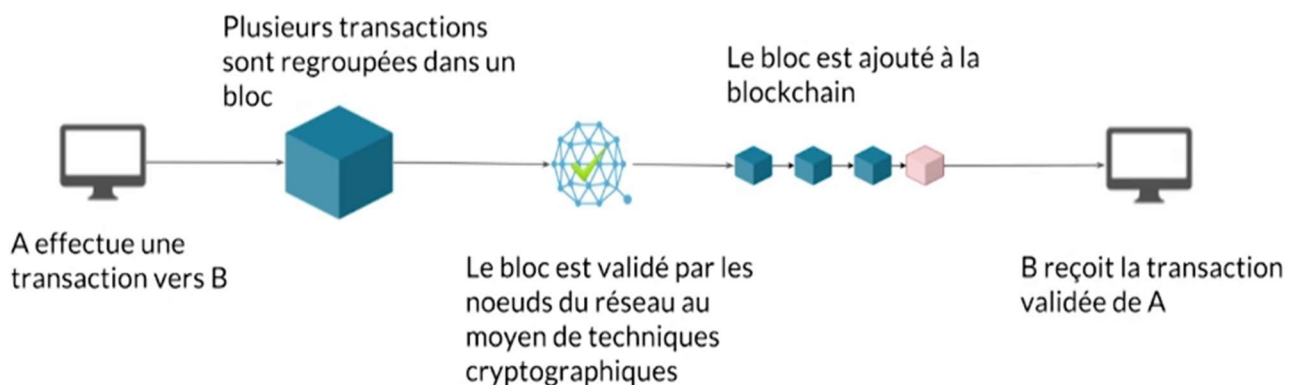 Plusieurs transactions
sont regroupées dans un
bloc
Le bloc est ajouté à la
blockchain
A effectue une
transaction vers B
Le bloc est validé par les
noeuds du réseau au
moyen de techniques
cryptographiques
B reçoit la transaction
validée de A